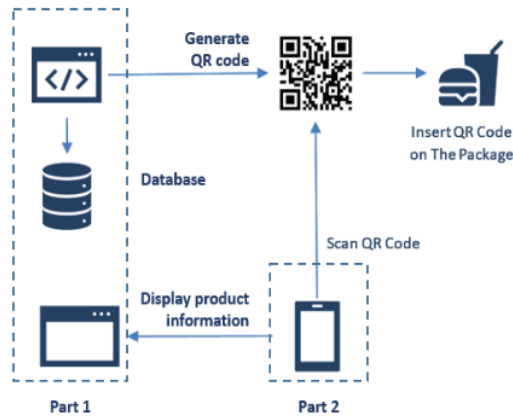 Generate
QR code
</>
Insert QR Code
on The Package
Database
Scan QR Code
Display product
information
Part 1
Part 2